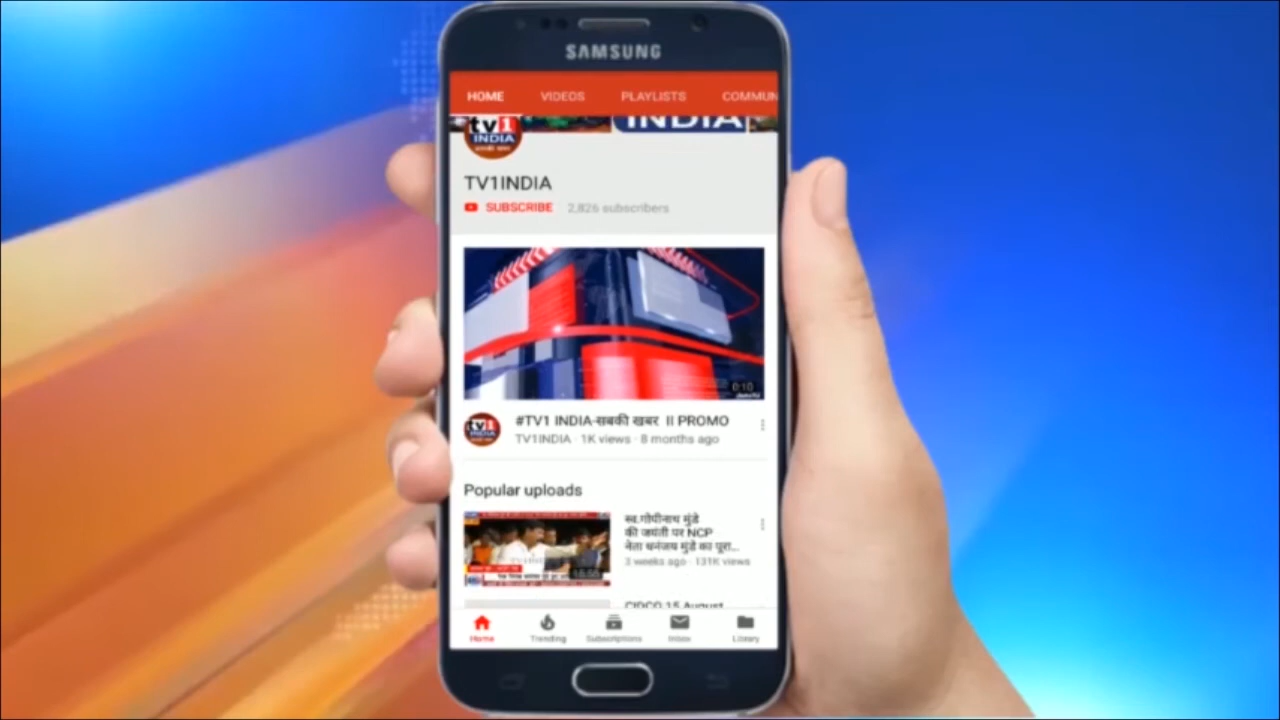 SAMSUNG
HOME VIDEOS PLAYLISTS COMMUN
tv1
INDIA
INDIA
TV1INDIA
SUBSCRIBE 2,826 subscribers
0:10
#TV1 INDIA-सबकी खबर II PROMO
TV1INDIA · 1K views · 8 months ago
tv1
INDIA
Popular uploads
स्व.गोपीनाथ मुंडे
की जयंती पर NCP
नेता धनंजय मुंडे का पूरा...
3 weeks ago · 131K views
CIDCO 15 August
Home Trending Subscriptions Inbox Library